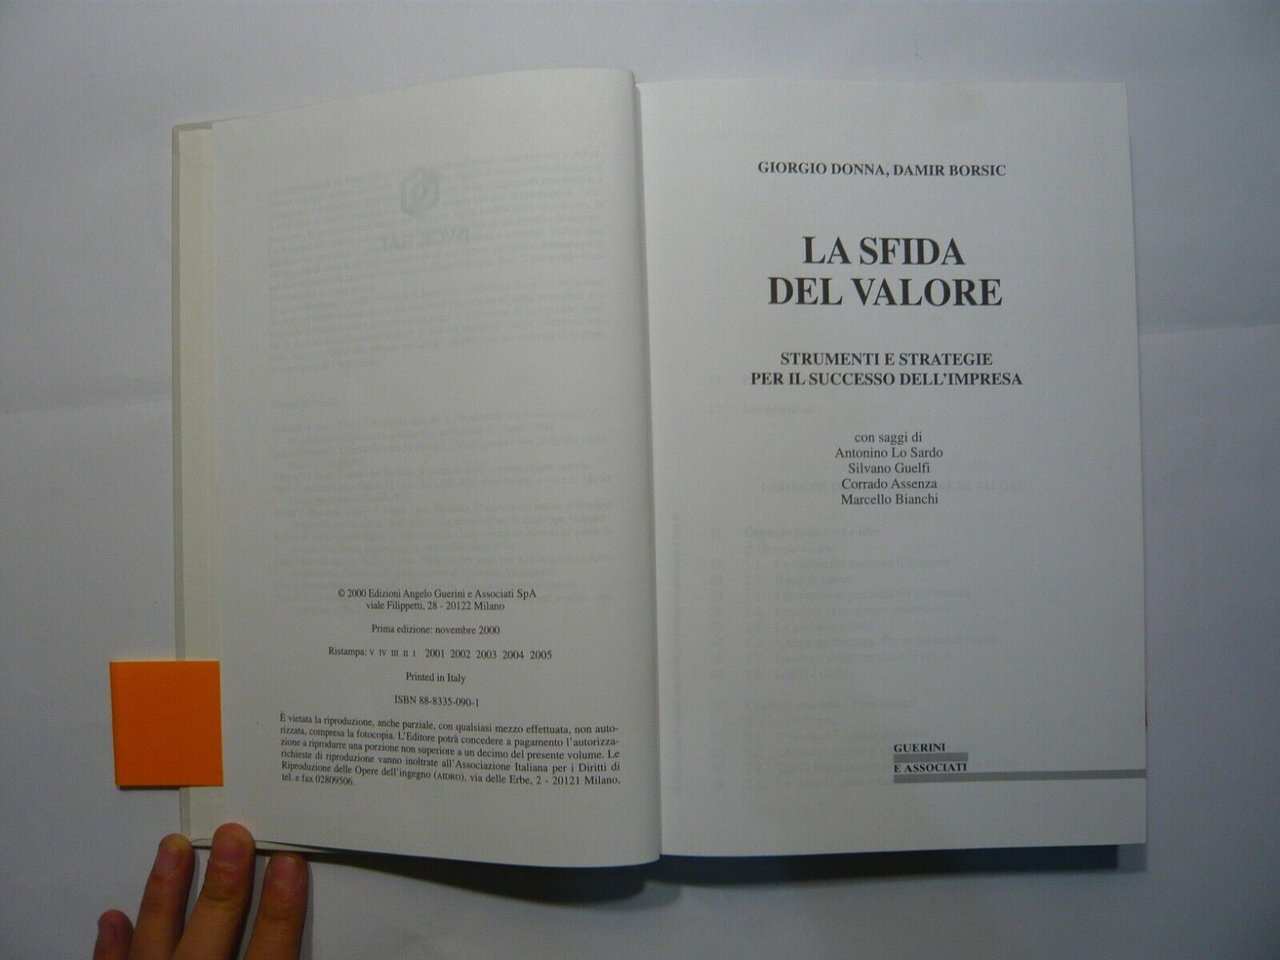 © 2000 Edizioni Angelo Guerini e Associati SpA
viale Filippetti, 28 - 20122 Milano
Prima edizione: novembre 2000
Ristampa: V IV III II I 2001 2002 2003 2004 2005
Printed in Italy
ISBN 88-8335-090-1
È vietata la riproduzione, anche parziale, con qualsiasi mezzo effettuata, non auto-
rizzata, compresa la fotocopia. L'Editore potrà concedere a pagamento l'autorizza-
zione a riprodurre una porzione non superiore a un decimo del presente volume. Le
richieste di riproduzione vanno inoltrate all'Associazione Italiana per i Diritti di
Riproduzione delle Opere dell'ingegno (AIDRO), via delle Erbe, 2 - 20121 Milano,
tel. e fax 02809506.
GIORGIO DONNA, DAMIR BORSIC
LA SFIDA
DEL VALORE
STRUMENTI E STRATEGIE
PER IL SUCCESSO DELL'IMPRESA
con saggi di
Antonino Lo Sardo
Silvano Guelfi
Corrado Assenza
Marcello Bianchi
GUERINI
E ASSOCIATI